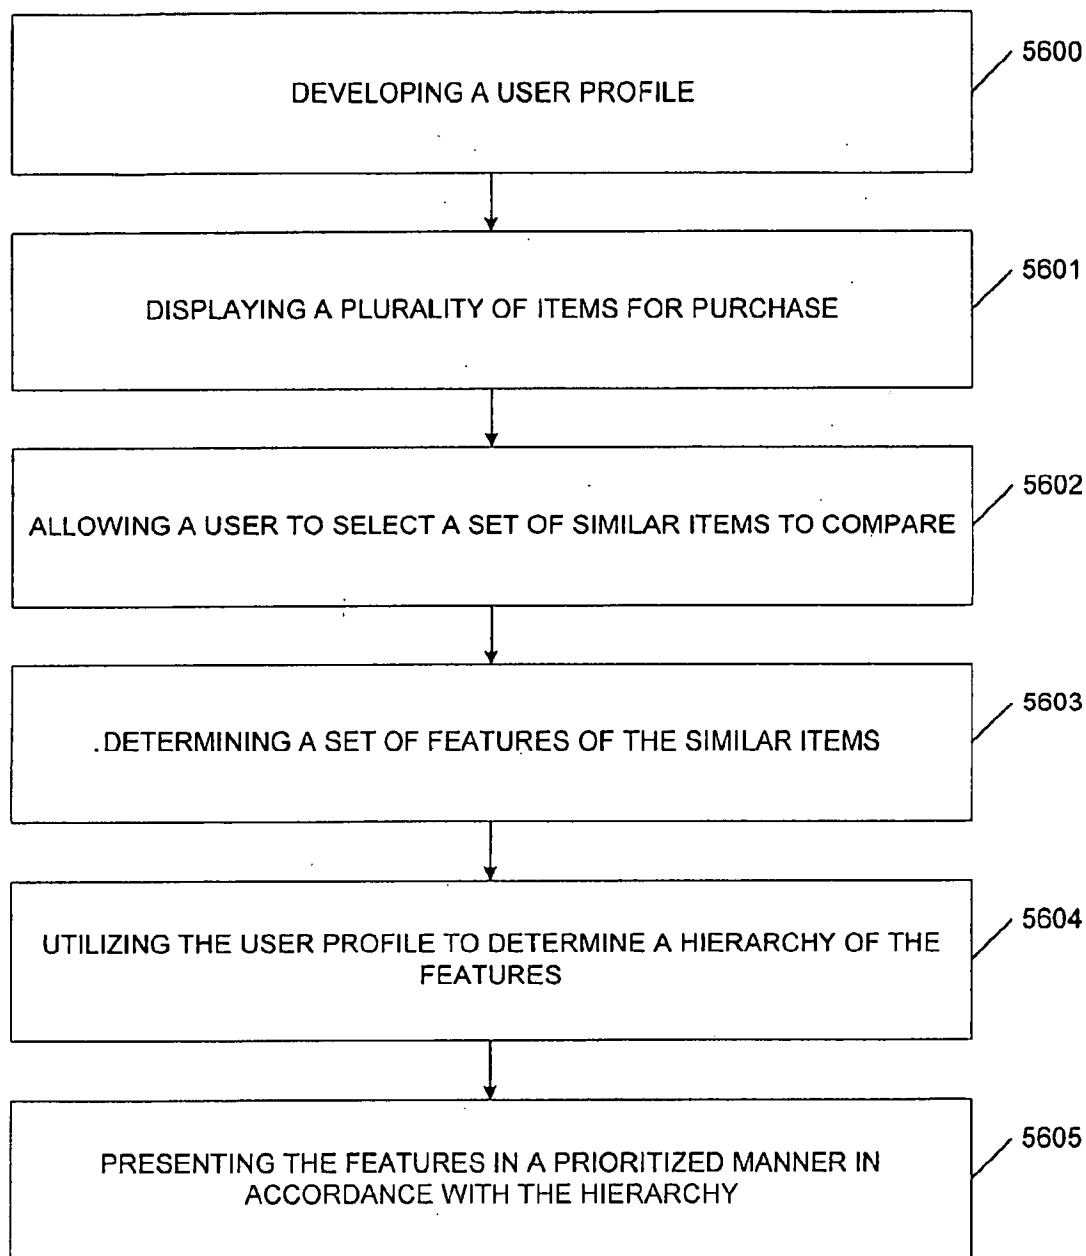 5600
DEVELOPING A USER PROFILE
5601
DISPLAYING A PLURALITY OF ITEMS FOR PURCHASE
5602
ALLOWING A USER TO SELECT A SET OF SIMILAR ITEMS TO COMPARE
5603
DETERMINING A SET OF FEATURES OF THE SIMILAR ITEMS
5604
UTILIZING THE USER PROFILE TO DETERMINE A HIERARCHY OF THE
FEATURES
5605
PRESENTING THE FEATURES IN A PRIORITIZED MANNER IN
ACCORDANCE WITH THE HIERARCHY